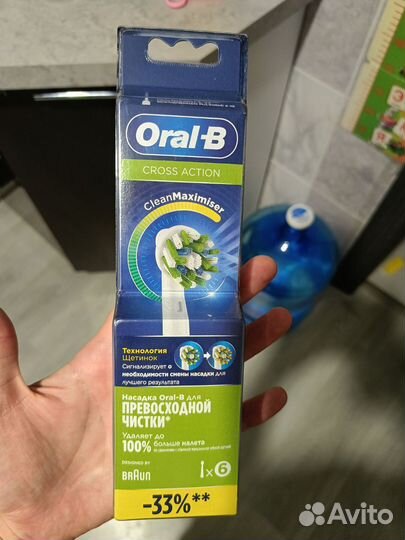 Oral-B
CROSS ACTION
CleanMaximiser
Технология
Щетинок
Сигнализирует о
необходимости смены насадки для
лучшего результата
Насадка Oral-B для
ПРЕВОСХОДНОЙ
ЧИСТКИ*
Удаляет до
100% больше налета
DESIGNED BY
BRAUN
x6
-33%**
Avito